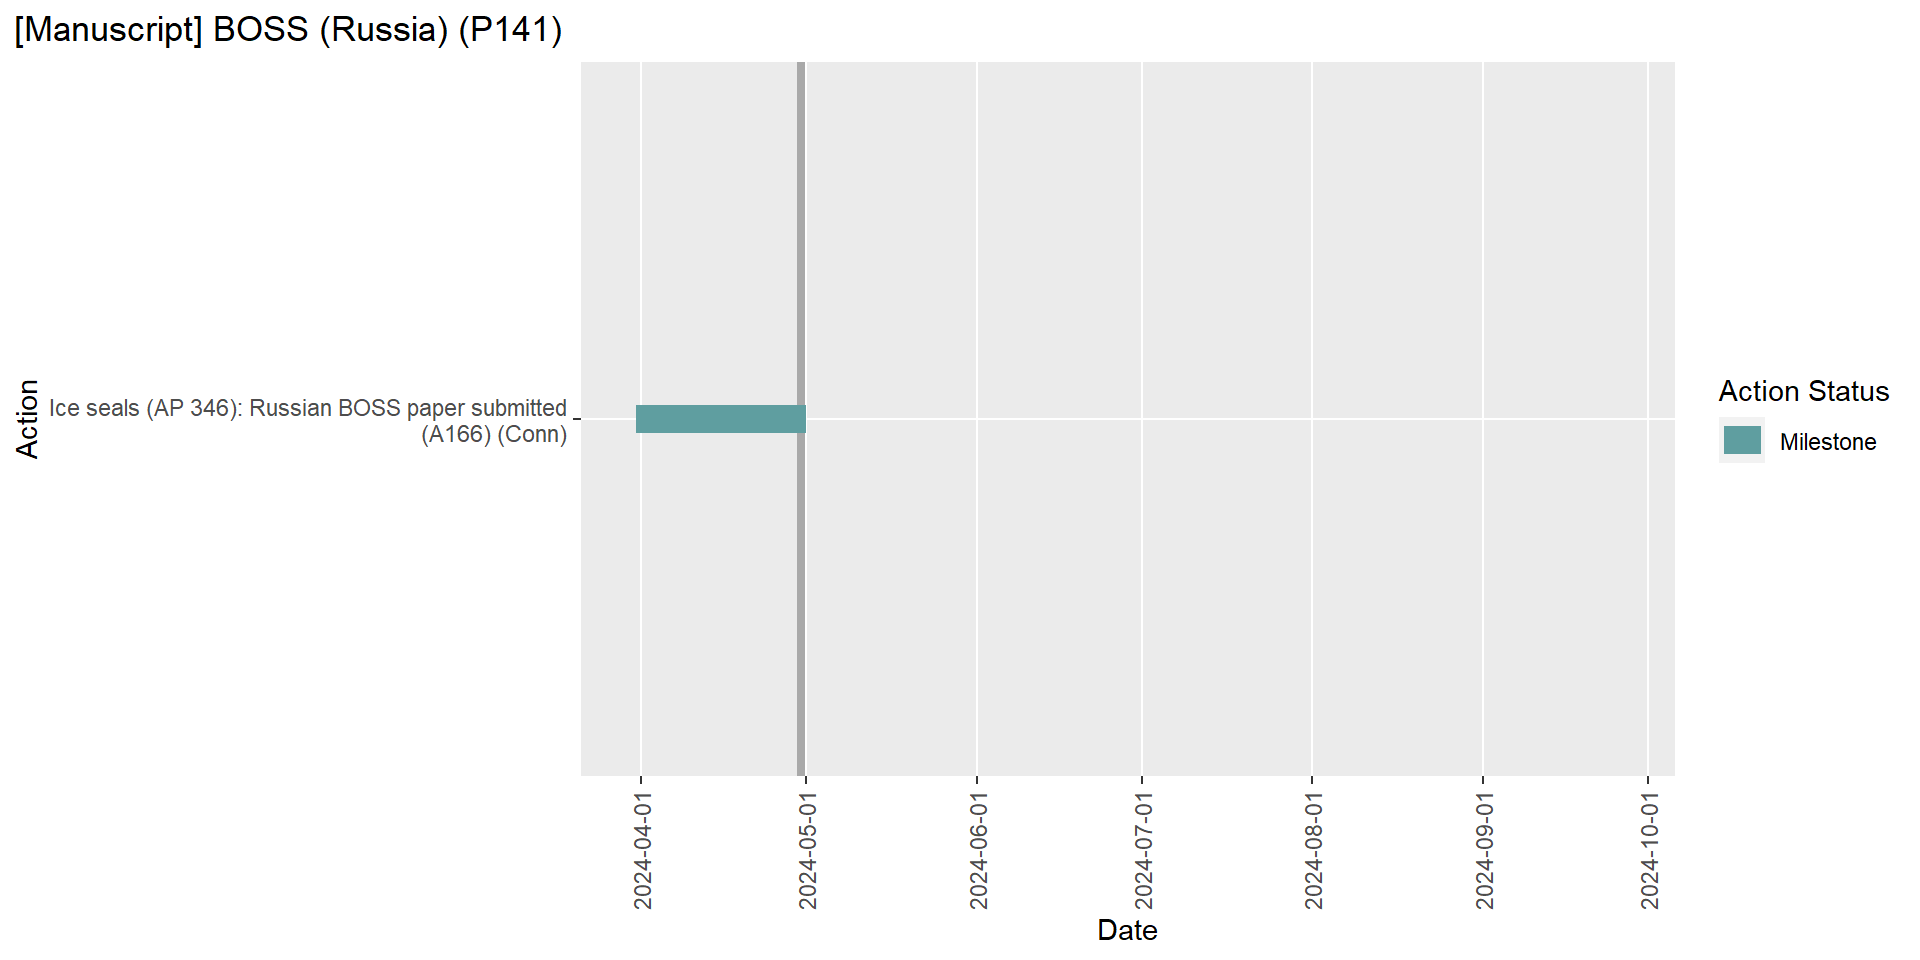 [Manuscript] BOSS (Russia) (P141)
Action
Ice seals (AP 346): Russian BOSS paper submitted
(A166) (Conn)
2024-04-01
2024-05-01
2024-06-01
2024-07-01
2024-08-01
2024-09-01
2024-10-01
Date
Action Status
Milestone